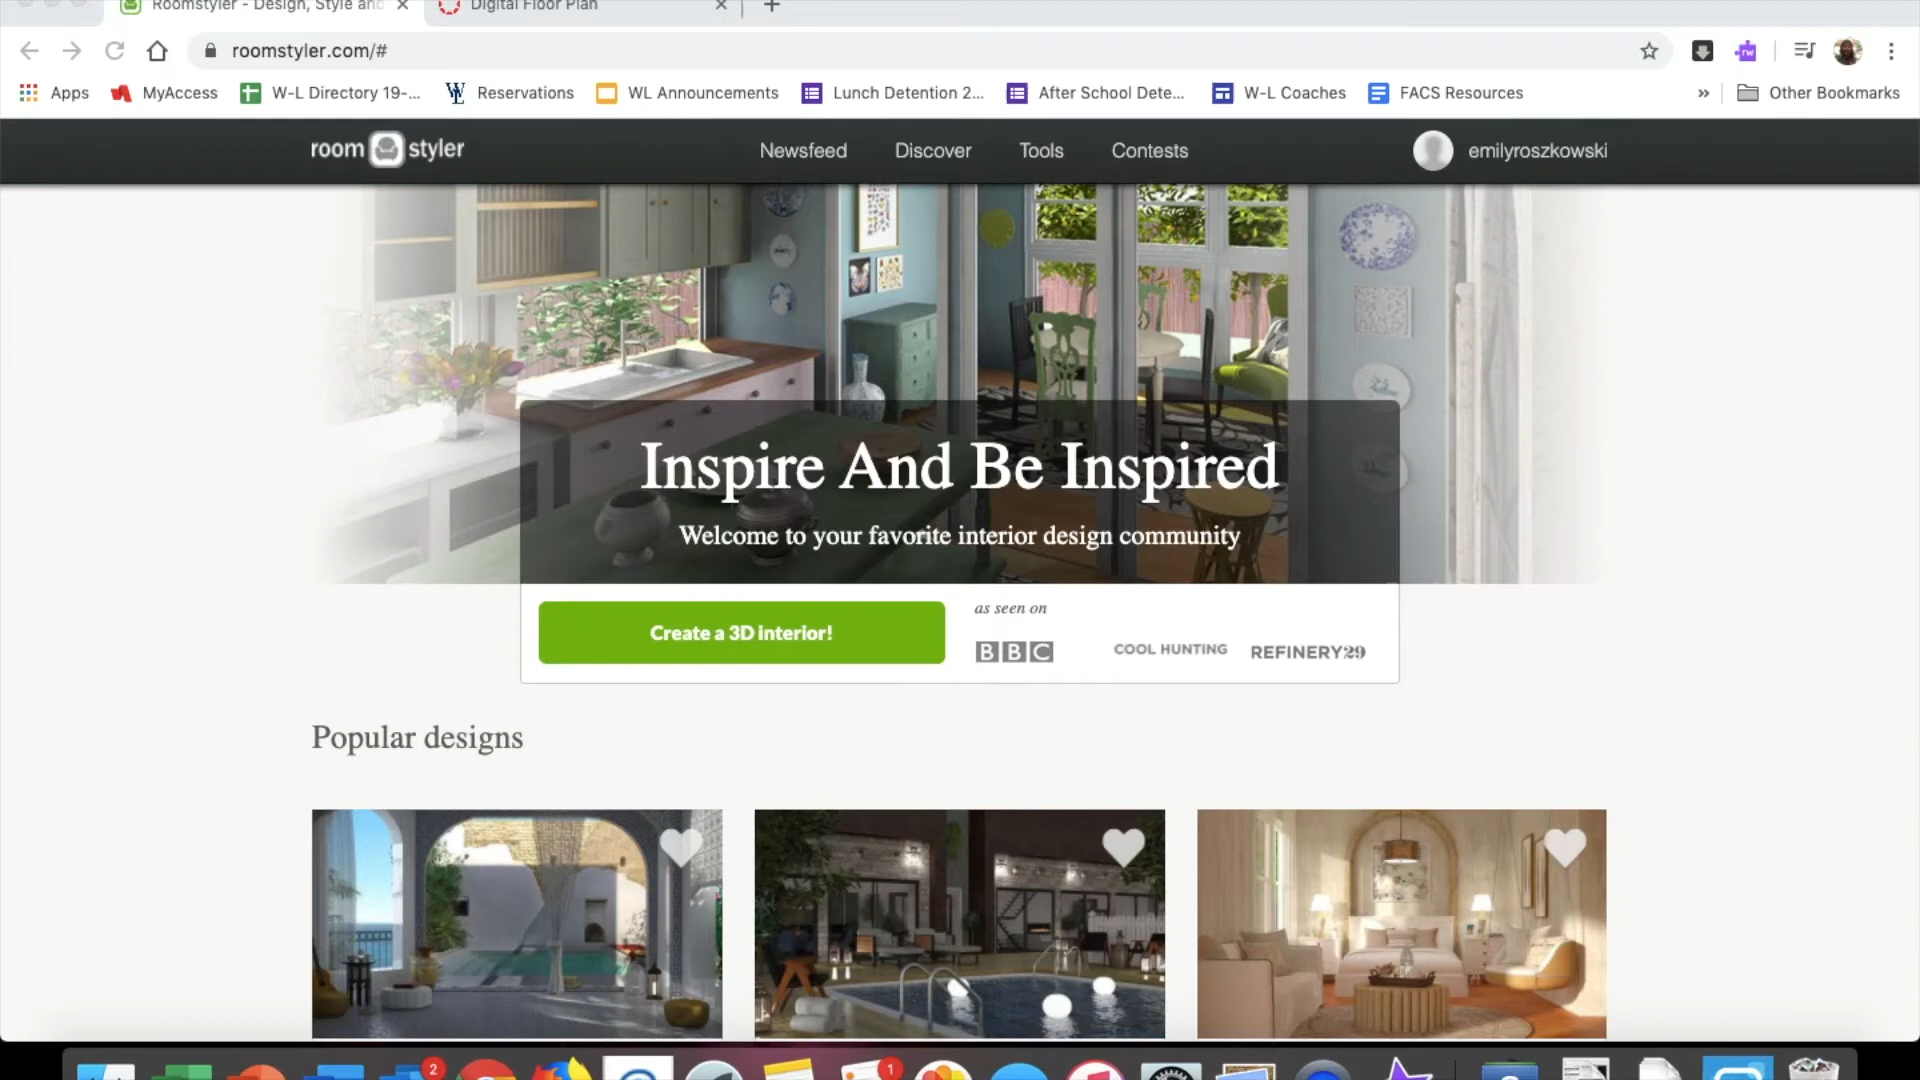 Roomstyler - Design, Style and
Digital Floor Plan
roomstyler.com/#
rw
Apps
MyAccess
W-L Directory 19-...
Reservations
WL Announcements
Lunch Detention 2...
After School Dete...
W-L Coaches
FACS Resources
»
Other Bookmarks
room styler
Newsfeed
Discover
Tools
Contests
emilyroszkowski
Inspire And Be Inspired
Welcome to your favorite interior design community
Create a 3D interior!
as seen on
BBC
COOL HUNTING
REFINERY29
Popular designs
2
1